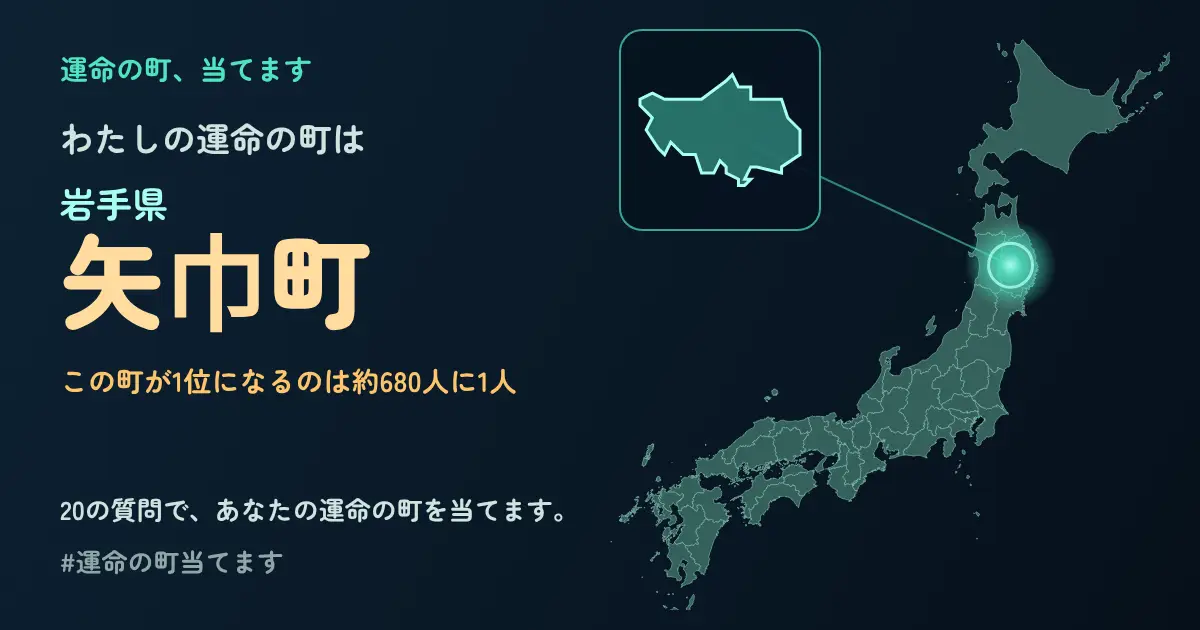 運命の町、当てます
わたしの運命の町は
岩手県
矢巾町
この町が1位になるのは約680人に1人
20の質問で、あなたの運命の町を当てます。
#運命の町当てます